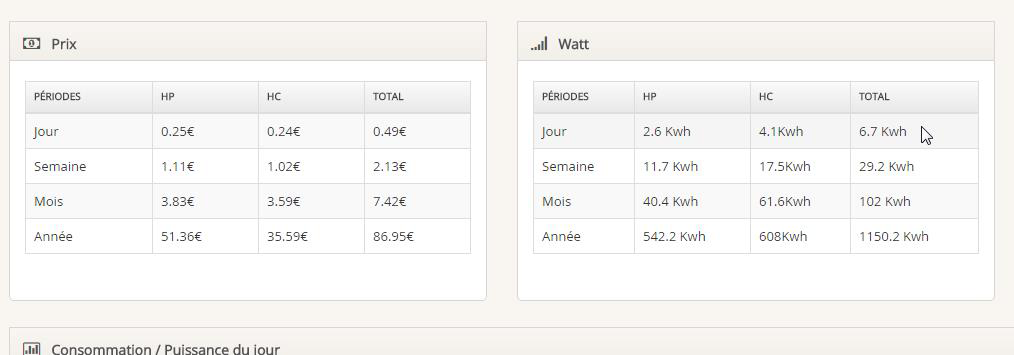 Prix
PÉRIODES HP HC TOTAL
Jour 0.25€ 0.24€ 0.49€
Semaine 1.11€ 1.02€ 2.13€
Mois 3.83€ 3.59€ 7.42€
Année 51.36€ 35.59€ 86.95€
Watt
PÉRIODES HP HC TOTAL
Jour 2.6 Kwh 4.1Kwh 6.7 Kwh
Semaine 11.7 Kwh 17.5Kwh 29.2 Kwh
Mois 40.4 Kwh 61.6Kwh 102 Kwh
Année 542.2 Kwh 608Kwh 1150.2 Kwh
Consommation / Puissance du jour